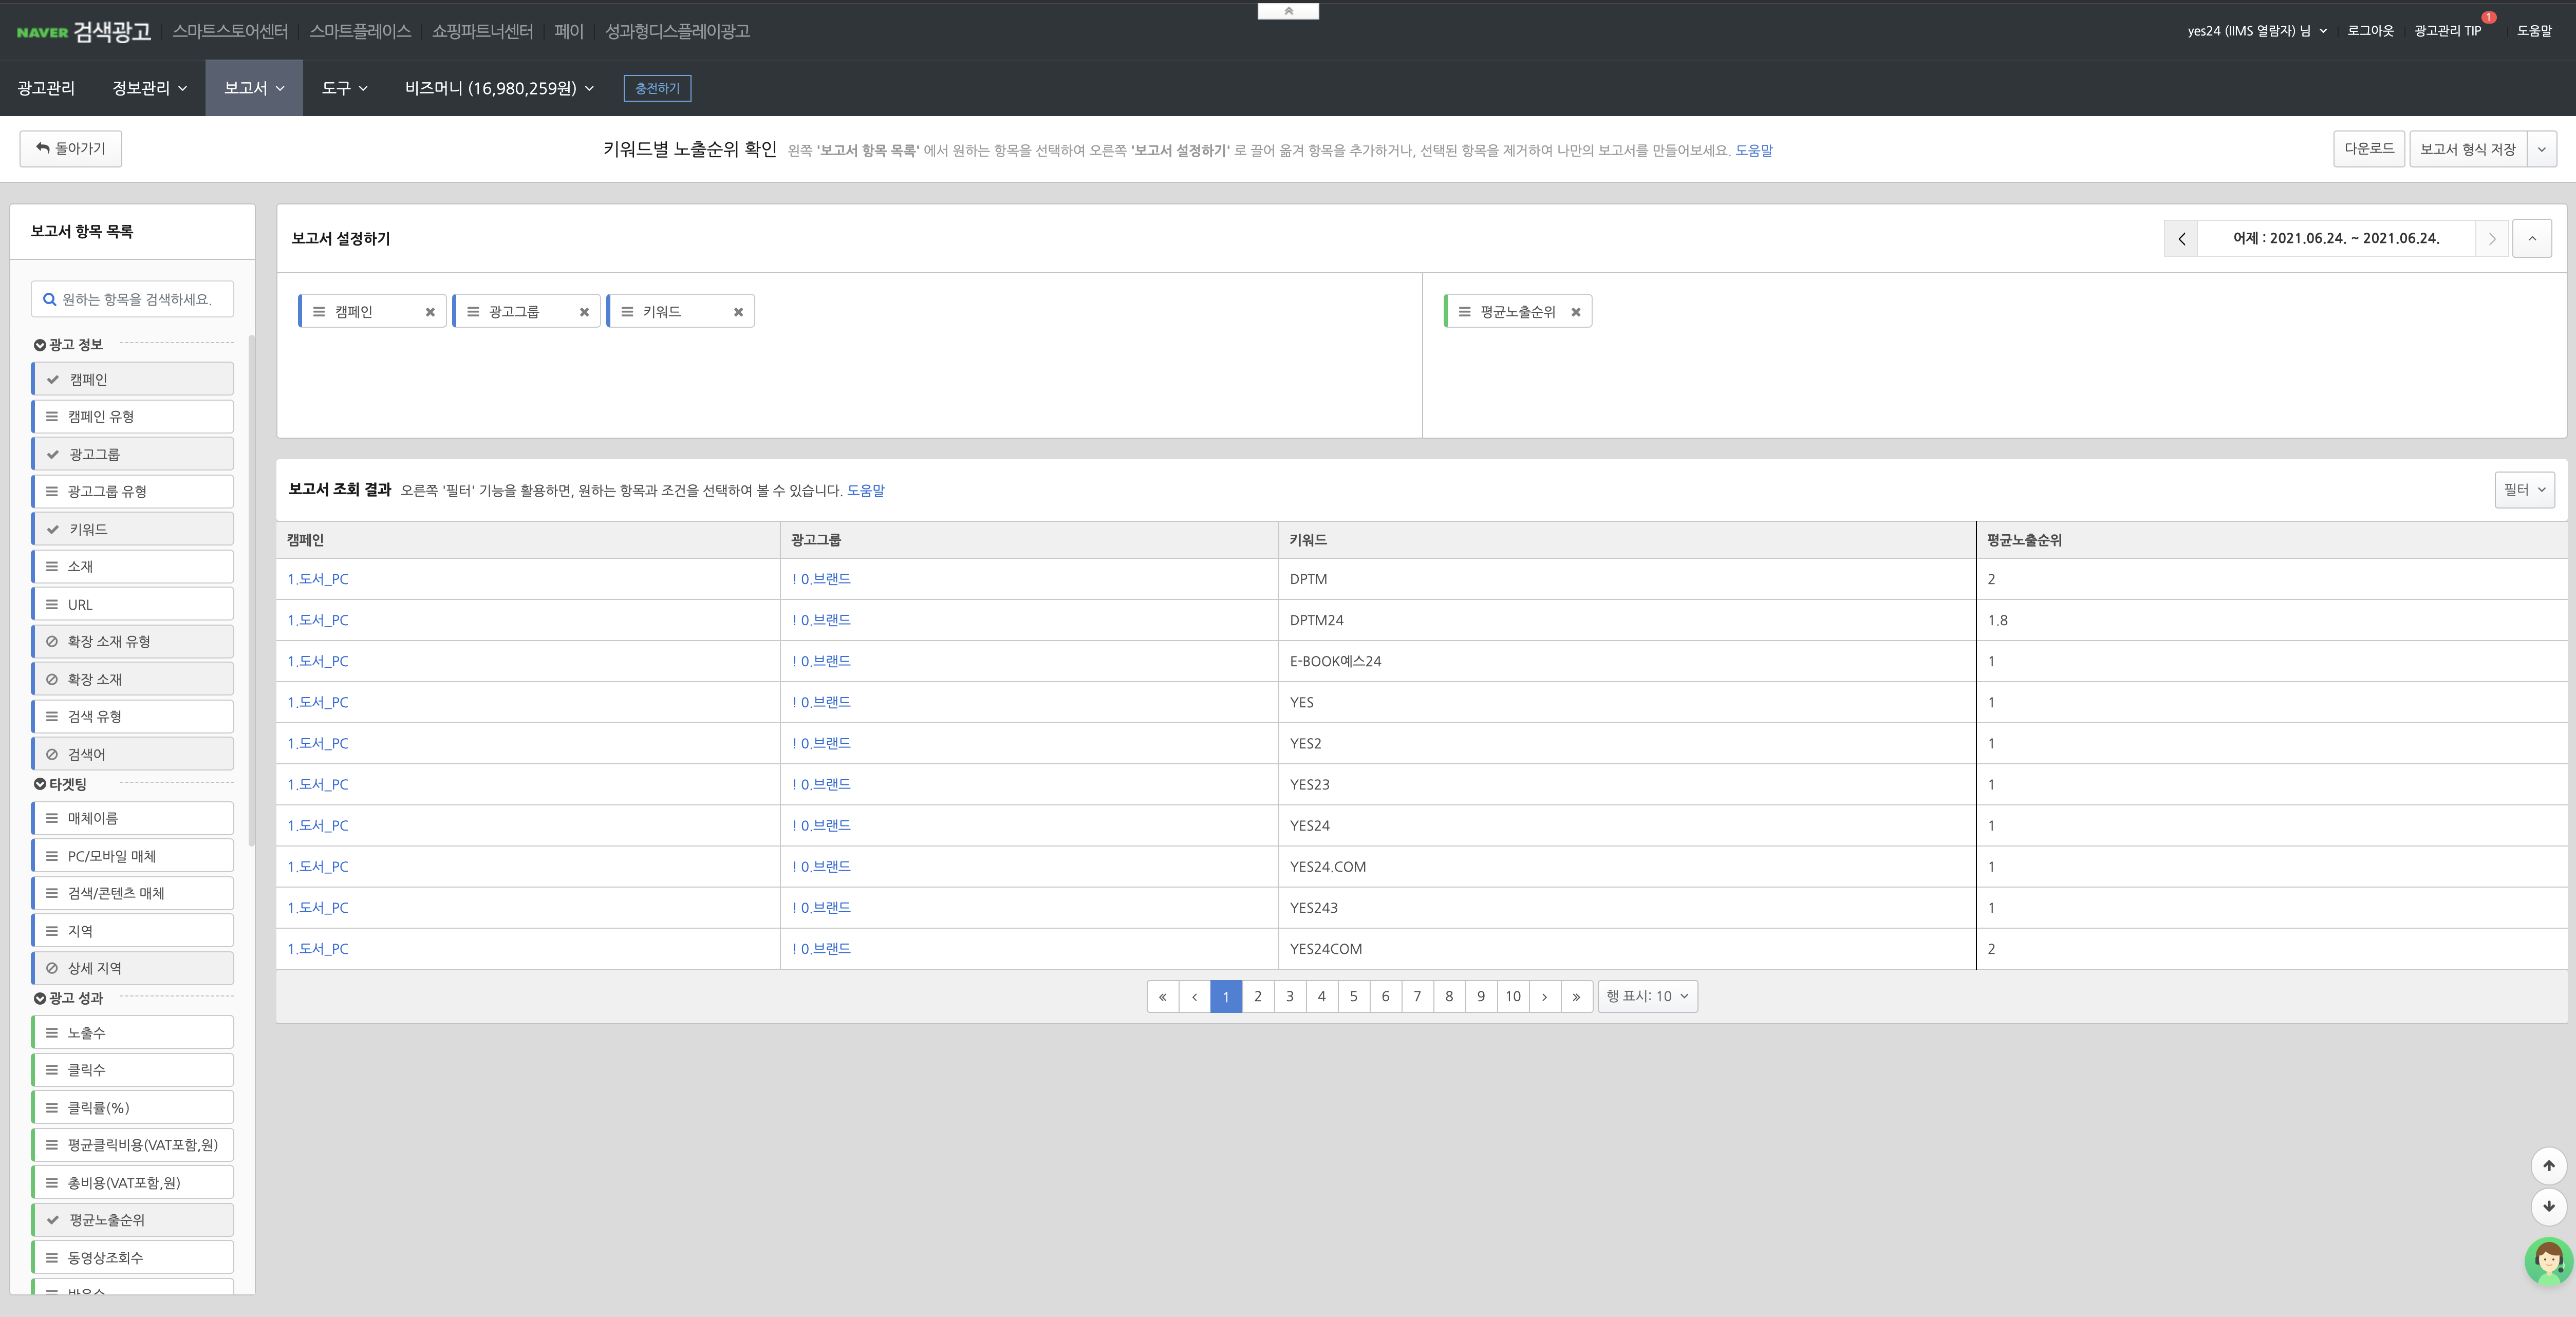 NAVER 검색광고 스마트스토어센터 스마트플레이스 쇼핑파트너센터 페이 성과형디스플레이광고
yes24 (IIMS 열람자) 님 로그아웃 광고관리 TIP 1 도움말
광고관리 정보관리 보고서 도구 비즈머니 (16,980,259원) 충전하기
돌아가기
키워드별 노출순위 확인 왼쪽 '보고서 항목 목록' 에서 원하는 항목을 선택하여 오른쪽 '보고서 설정하기' 로 끌어 옮겨 항목을 추가하거나, 선택된 항목을 제거하여 나만의 보고서를 만들어보세요. 도움말
다운로드 보고서 형식 저장
보고서 항목 목록
원하는 항목을 검색하세요.
광고 정보
캠페인
캠페인 유형
광고그룹
광고그룹 유형
키워드
소재
URL
확장 소재 유형
확장 소재
검색 유형
검색어
타겟팅
매체이름
PC/모바일 매체
검색/콘텐츠 매체
지역
상세 지역
광고 성과
노출수
클릭수
클릭률(%)
평균클릭비용(VAT포함,원)
총비용(VAT포함,원)
평균노출순위
동영상조회수
보고서 설정하기
어제 : 2021.06.24. ~ 2021.06.24.
캠페인 광고그룹 키워드 평균노출순위
보고서 조회 결과 오른쪽 '필터' 기능을 활용하면, 원하는 항목과 조건을 선택하여 볼 수 있습니다. 도움말
필터
캠페인 광고그룹 키워드 평균노출순위
1.도서_PC ! 0.브랜드 DPTM 2
1.도서_PC ! 0.브랜드 DPTM24 1.8
1.도서_PC ! 0.브랜드 E-BOOK예스24 1
1.도서_PC ! 0.브랜드 YES 1
1.도서_PC ! 0.브랜드 YES2 1
1.도서_PC ! 0.브랜드 YES23 1
1.도서_PC ! 0.브랜드 YES24 1
1.도서_PC ! 0.브랜드 YES24.COM 1
1.도서_PC ! 0.브랜드 YES243 1
1.도서_PC ! 0.브랜드 YES24COM 2
« ‹ 1 2 3 4 5 6 7 8 9 10 › » 행 표시: 10